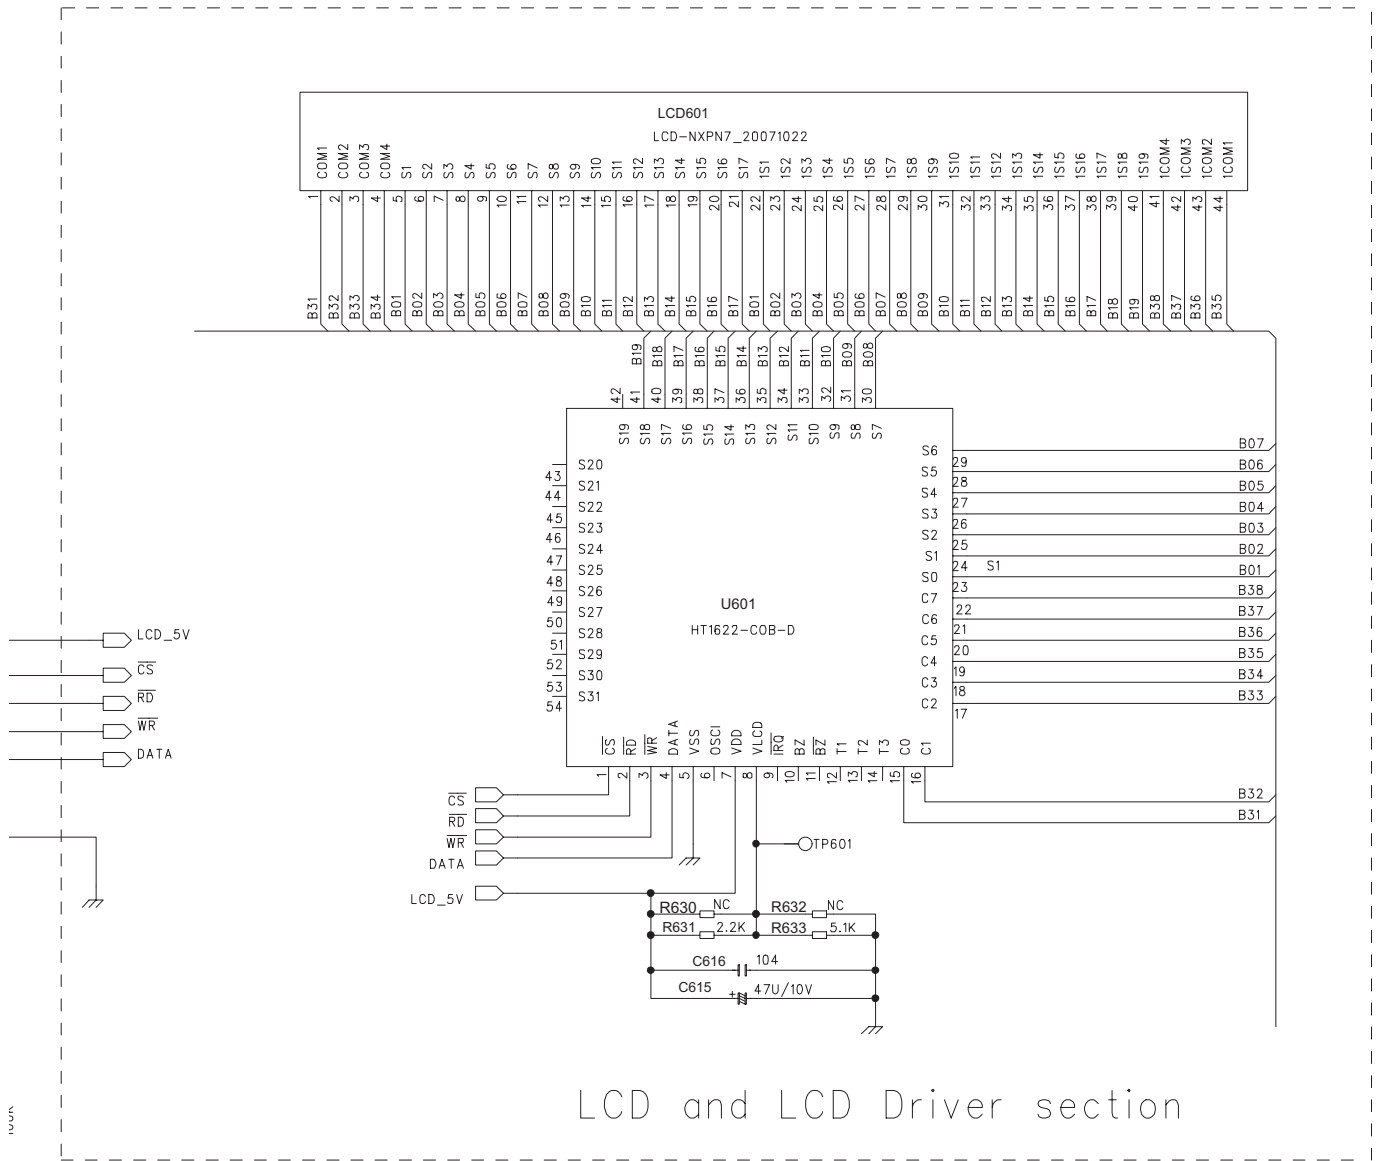 LCD601
LCD-NXPN7_20071022
COM1 COM2 COM3 COM4 S1 S2 S3 S4 S5 S6 S7 S8 S9 S10 S11 S12 S13 S14 S15 S16 S17 1S1 1S2 1S3 1S4 1S5 1S6 1S7 1S8 1S9 1S10 1S11 1S12 1S13 1S14 1S15 1S16 1S17 1S18 1S19 1COM4 1COM3 1COM2 1COM1
1 2 3 4 5 6 7 8 9 10 11 12 13 14 15 16 17 18 19 20 21 22 23 24 25 26 27 28 29 30 31 32 33 34 35 36 37 38 39 40 41 42 43 44
B31 B32 B33 B34 B01 B02 B03 B04 B05 B06 B07 B08 B09 B10 B11 B12 B13 B14 B15 B16 B17 B01 B02 B03 B04 B05 B06 B07 B08 B09 B10 B11 B12 B13 B14 B15 B16 B17 B18 B19 B38 B37 B36 B35
B19 B18 B17 B16 B15 B14 B13 B12 B11 B10 B09 B08
42 41 40 39 38 37 36 35 34 33 32 31 30
S19 S18 S17 S16 S15 S14 S13 S12 S11 S10 S9 S8 S7
S6 29 B07
S20 43
S5 28 B06
S21 44
S4 27 B05
S22 45
S3 26 B04
S23 46
S2 25 B03
S24 47
S1 24 S1 B02
S25 48
S0 23 B01
S26 49
C7 22 B38
S27 50
C6 21 B37
S28 51
C5 20 B36
S29 52
C4 19 B35
S30 53
C3 18 B34
S31 54
C2 17 B33
U601
HT1622-COB-D
LCD_5V
CS
RD
WR
DATA
CS RD WR DATA VSS OSCI VDD VLCD IRQ BZ BZ T1 T2 T3 C0 C1
1 2 3 4 5 6 7 8 9 10 11 12 13 14 15 16
CS
B32
RD
B31
WR
TP601
DATA
LCD_5V
R630 NC R632 NC
R631 2.2K R633 5.1K
C616 104
C615 + 47U/10V
LCD and LCD Driver section